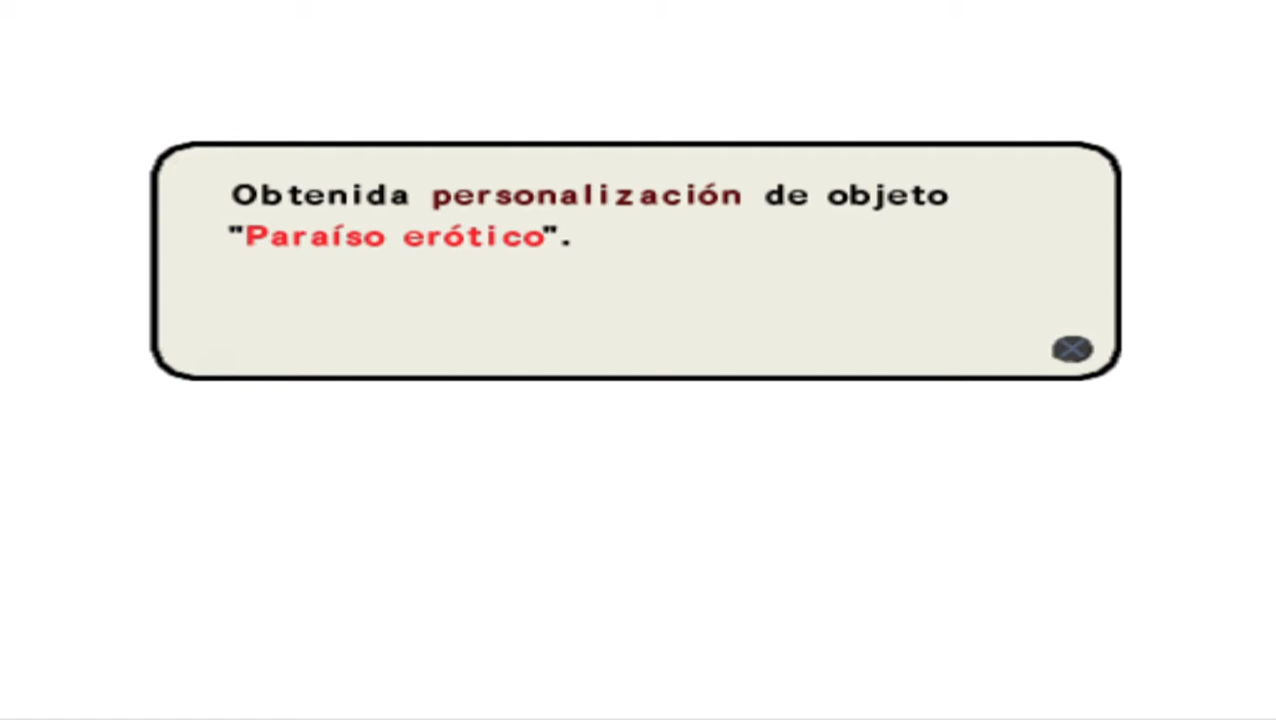 Obtenida personalización de objeto
"Paraíso erótico".